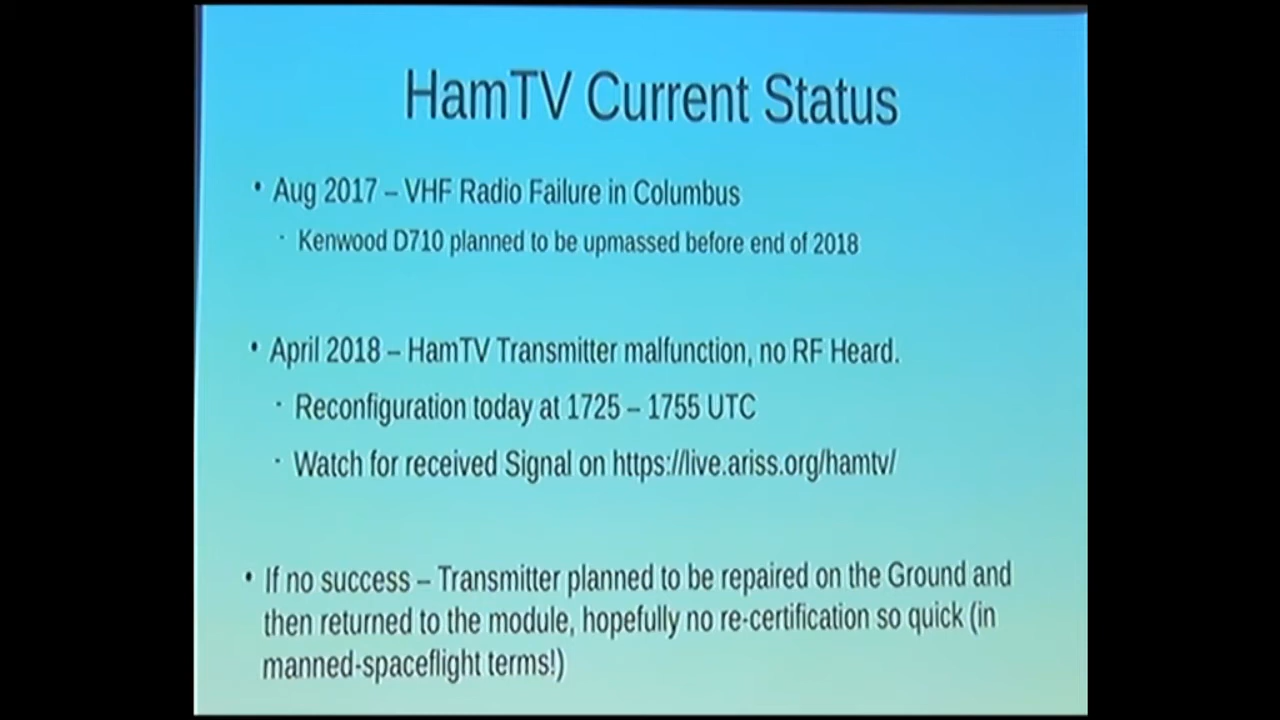 HamTV Current Status
• Aug 2017 – VHF Radio Failure in Columbus
- Kenwood D710 planned to be upmassed before end of 2018
• April 2018 – HamTV Transmitter malfunction, no RF Heard.
- Reconfiguration today at 1725 – 1755 UTC
- Watch for received Signal on https://live.ariss.org/hamtv/
• If no success – Transmitter planned to be repaired on the Ground and
then returned to the module, hopefully no re-certification so quick (in
manned-spaceflight terms!)